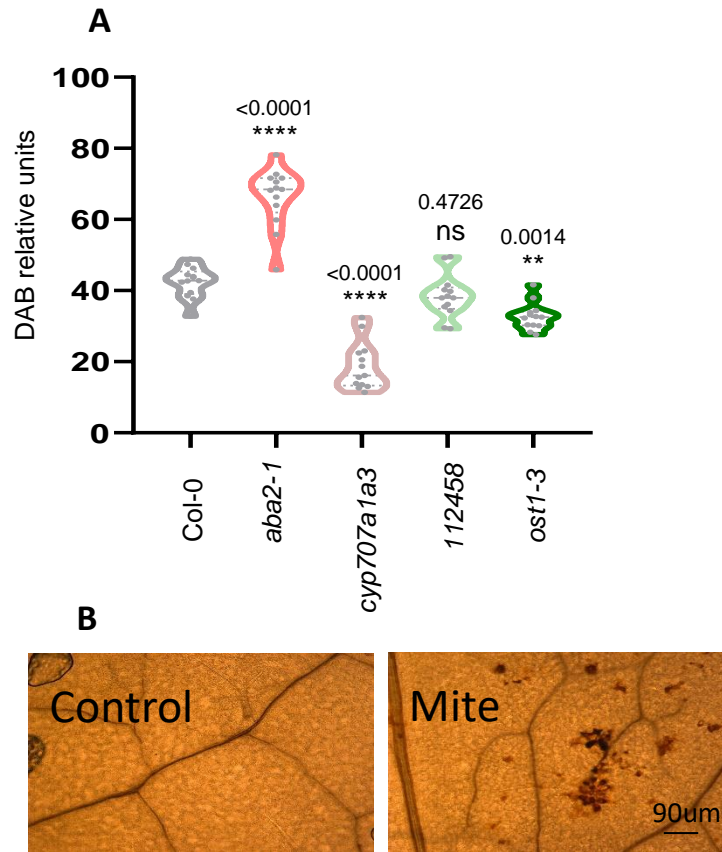 A
DAB relative units
100
80
60
40
20
0
<0.0001
****
<0.0001
****
0.4726
ns
0.0014
**
Col-0
aba2-1
cyp707a1a3
112458
ost1-3
B
Control
Mite
90um